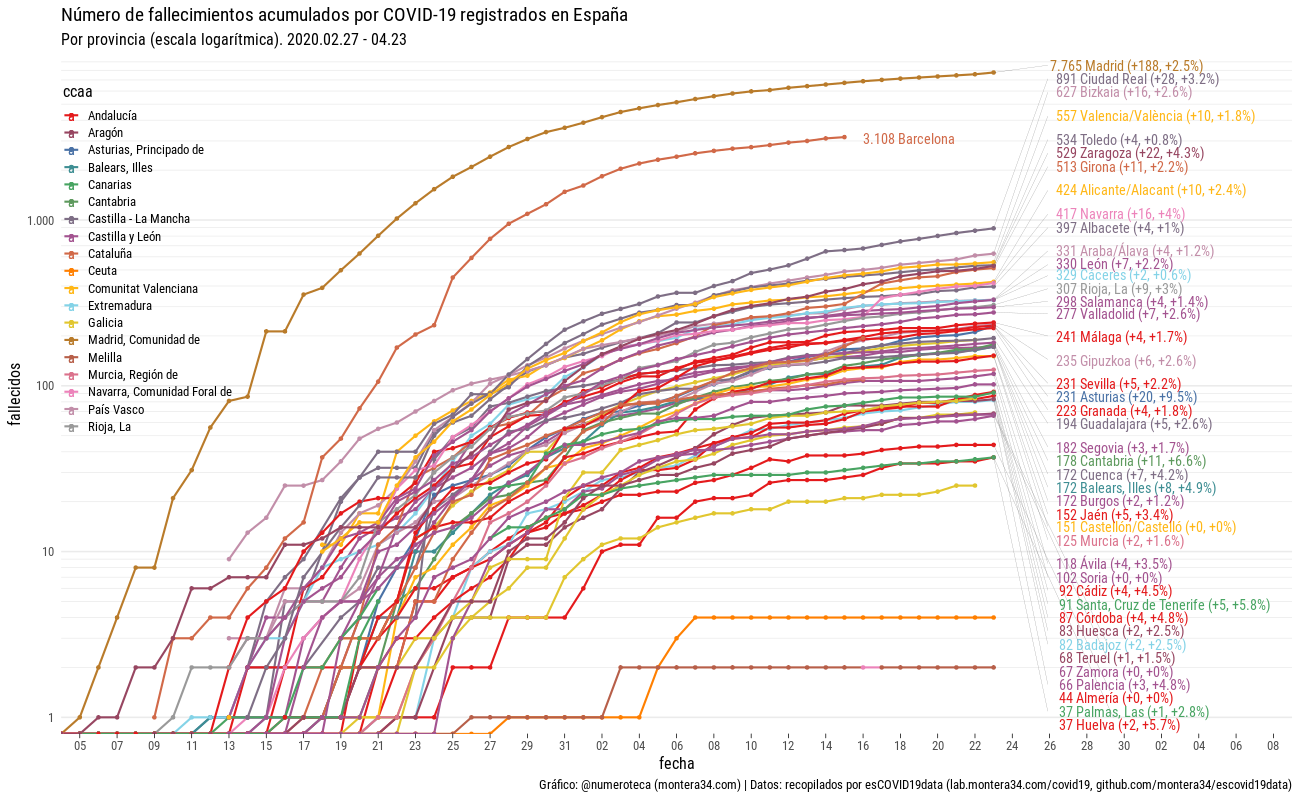 Número de fallecimientos acumulados por COVID-19 registrados en España
Por provincia (escala logarítmica). 2020.02.27 - 04.23
ccaa
Andalucía
Aragón
Asturias, Principado de
Balears, Illes
Canarias
Cantabria
Castilla - La Mancha
Castilla y León
Cataluña
Ceuta
Comunitat Valenciana
Extremadura
Galicia
Madrid, Comunidad de
Melilla
Murcia, Región de
Navarra, Comunidad Foral de
País Vasco
Rioja, La
fallecidos
1.000
100
10
1
3.108 Barcelona
7.765 Madrid (+188, +2.5%)
891 Ciudad Real (+28, +3.2%)
627 Bizkaia (+16, +2.6%)
557 Valencia/València (+10, +1.8%)
534 Toledo (+4, +0.8%)
529 Zaragoza (+22, +4.3%)
513 Girona (+11, +2.2%)
424 Alicante/Alacant (+10, +2.4%)
417 Navarra (+16, +4%)
397 Albacete (+4, +1%)
331 Araba/Álava (+4, +1.2%)
330 León (+7, +2.2%)
329 Cáceres (+2, +0.6%)
307 Rioja, La (+9, +3%)
298 Salamanca (+4, +1.4%)
277 Valladolid (+7, +2.6%)
241 Málaga (+4, +1.7%)
235 Gipuzkoa (+6, +2.6%)
231 Sevilla (+5, +2.2%)
231 Asturias (+20, +9.5%)
223 Granada (+4, +1.8%)
194 Guadalajara (+5, +2.6%)
182 Segovia (+3, +1.7%)
178 Cantabria (+11, +6.6%)
172 Cuenca (+7, +4.2%)
172 Balears, Illes (+8, +4.9%)
172 Burgos (+2, +1.2%)
152 Jaén (+5, +3.4%)
151 Castellón/Castelló (+0, +0%)
125 Murcia (+2, +1.6%)
118 Ávila (+4, +3.5%)
102 Soria (+0, +0%)
92 Cádiz (+4, +4.5%)
91 Santa, Cruz de Tenerife (+5, +5.8%)
87 Córdoba (+4, +4.8%)
83 Huesca (+2, +2.5%)
82 Badajoz (+2, +2.5%)
68 Teruel (+1, +1.5%)
67 Zamora (+0, +0%)
66 Palencia (+3, +4.8%)
44 Almería (+0, +0%)
37 Palmas, Las (+1, +2.8%)
37 Huelva (+2, +5.7%)
05 07 09 11 13 15 17 19 21 23 25 27 29 31 02 04 06 08 10 12 14 16 18 20 22 24 26 28 30 02 04 06 08
fecha
Gráfico: @numeroteca (montera34.com) | Datos: recopilados por esCOVID19data (lab.montera34.com/covid19, github.com/montera34/escovid19data)